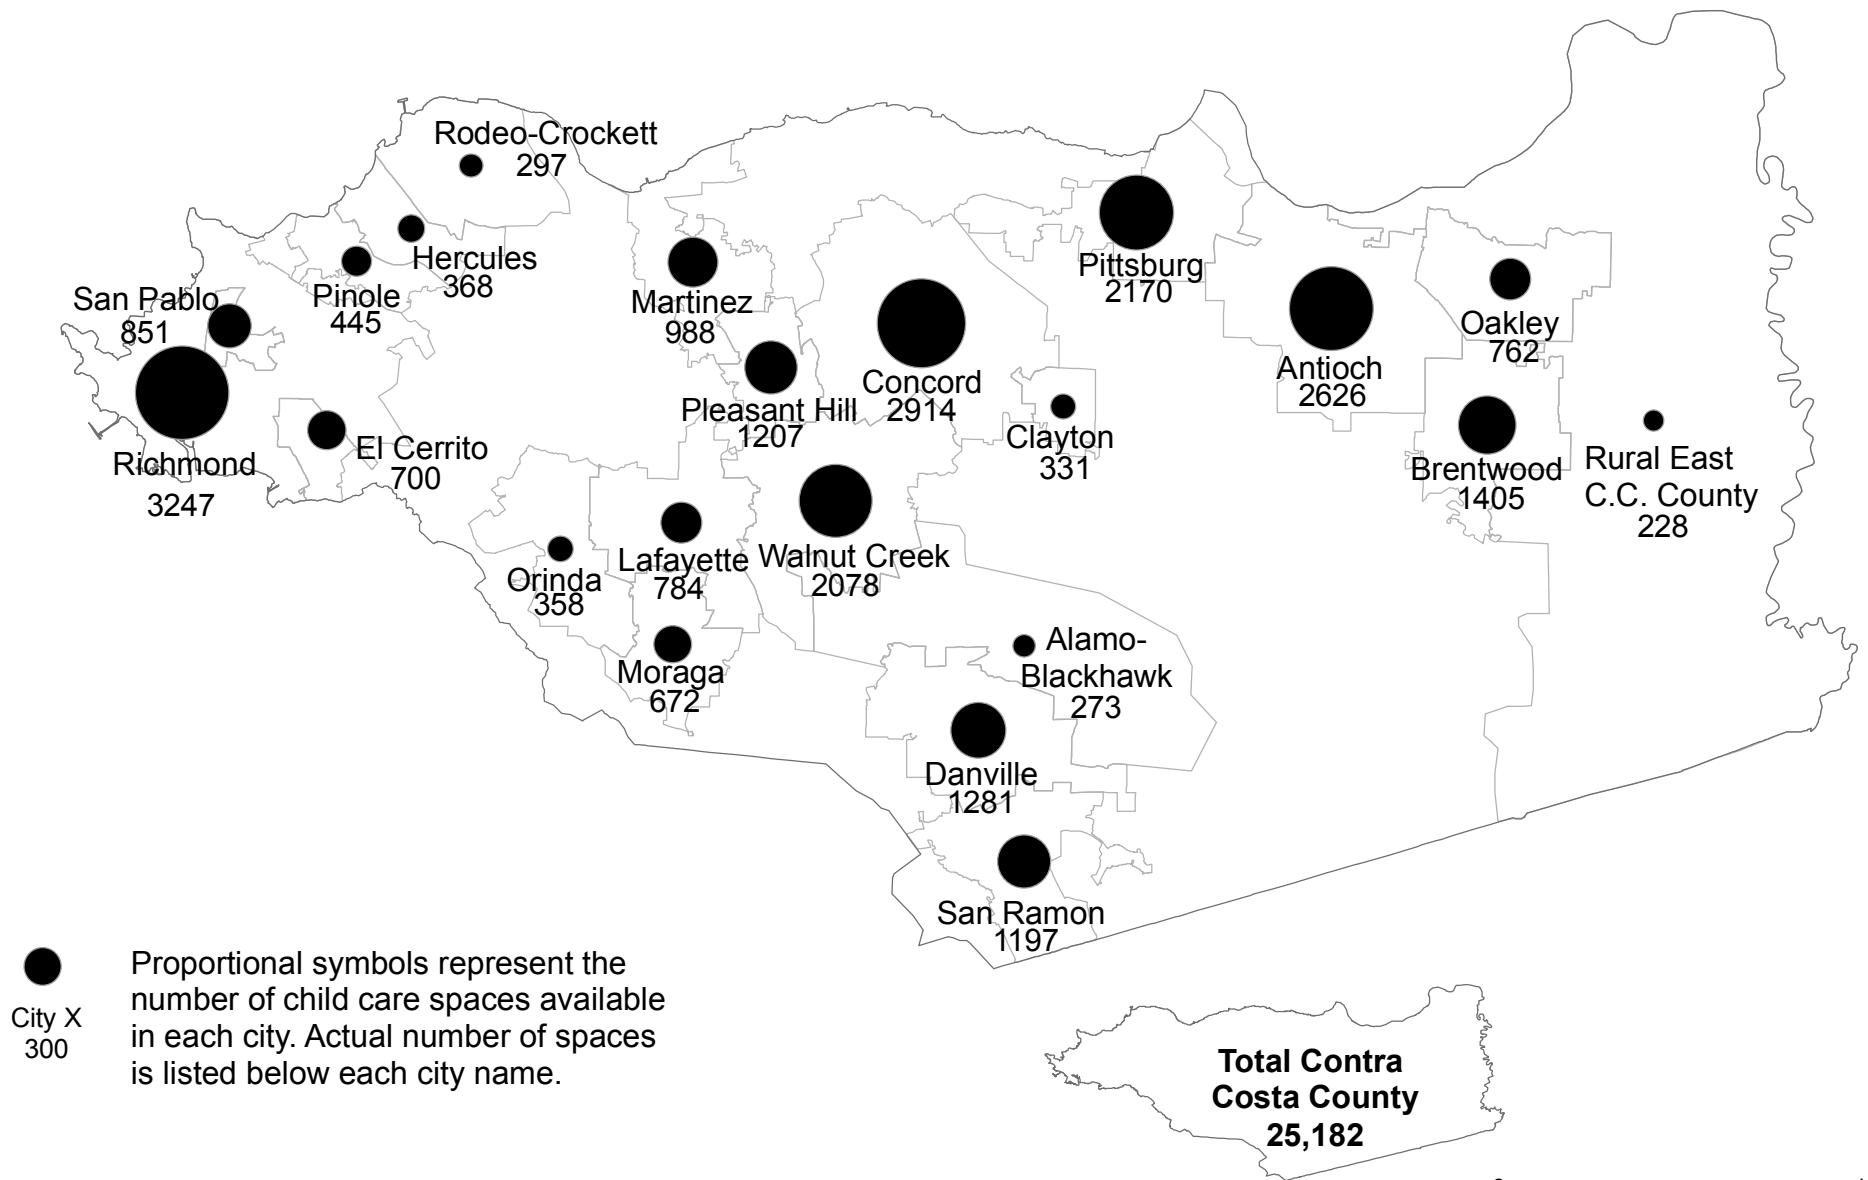 Rodeo-Crockett
297
Hercules
368
Pinole
445
San Pablo
851
Richmond
3247
El Cerrito
700
Martinez
988
Pleasant Hill
1207
Concord
2914
Clayton
331
Pittsburg
2170
Antioch
2626
Oakley
762
Brentwood
1405
Rural East
C.C. County
228
Orinda
358
Lafayette
784
Walnut Creek
2078
Moraga
672
Alamo-
Blackhawk
273
Danville
1281
San Ramon
1197
City X
300
Proportional symbols represent the
number of child care spaces available
in each city. Actual number of spaces
is listed below each city name.
Total Contra
Costa County
25,182